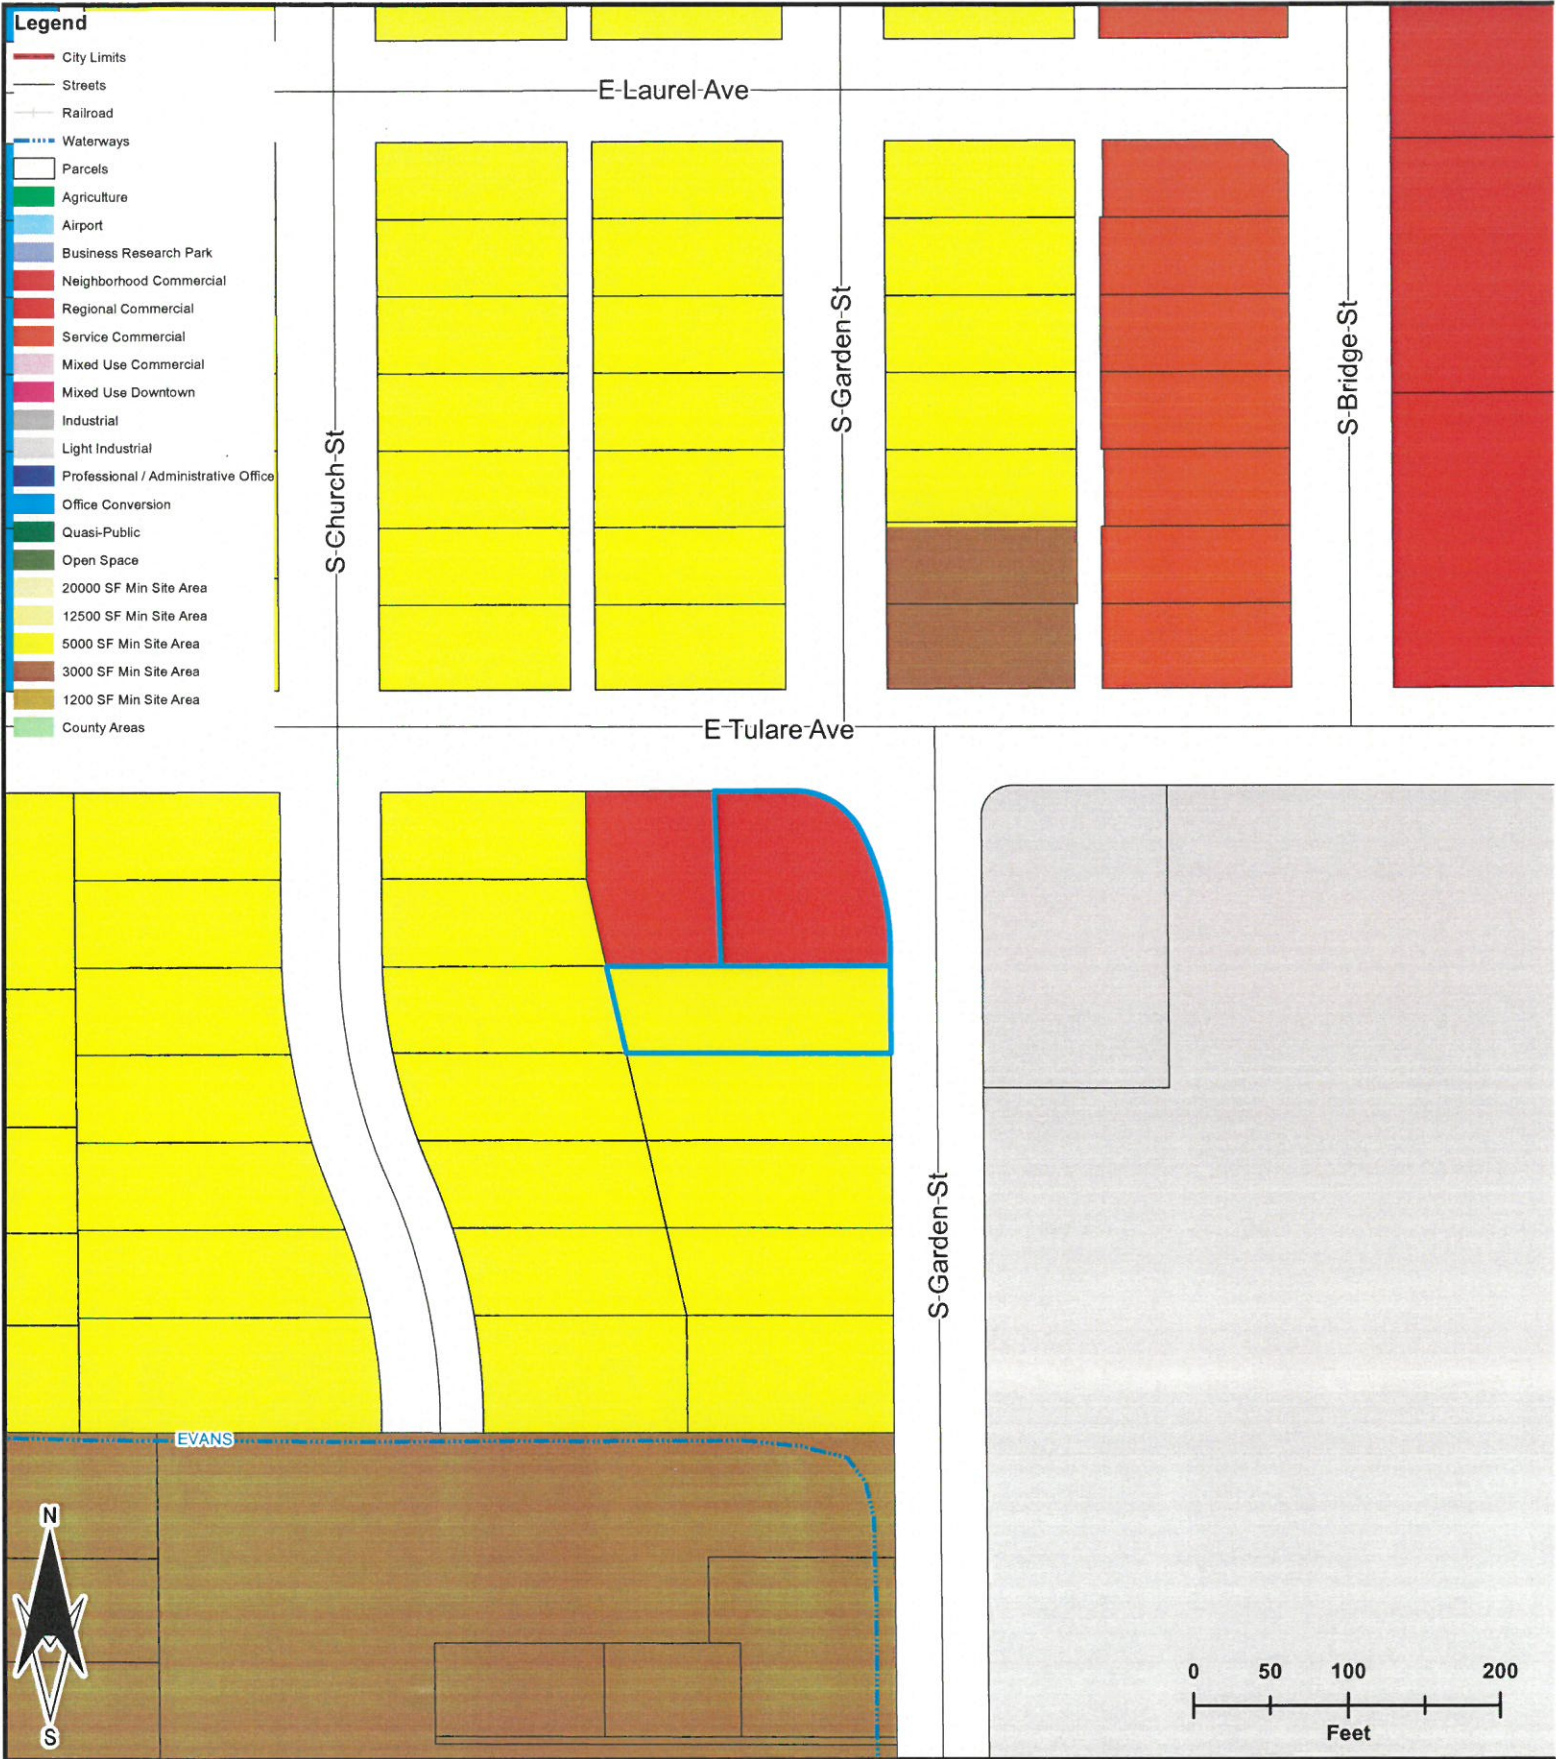 Legend
City Limits
Streets
Railroad
Waterways
Parcels
Agriculture
Airport
Business Research Park
Neighborhood Commercial
Regional Commercial
Service Commercial
Mixed Use Commercial
Mixed Use Downtown
Industrial
Light Industrial
Professional / Administrative Office
Office Conversion
Quasi-Public
Open Space
20000 SF Min Site Area
12500 SF Min Site Area
5000 SF Min Site Area
3000 SF Min Site Area
1200 SF Min Site Area
County Areas
E Laurel Ave
S Church St
S Garden St
S Bridge St
E Tulare Ave
S Garden St
EVANS
N
S
0 50 100 200
Feet